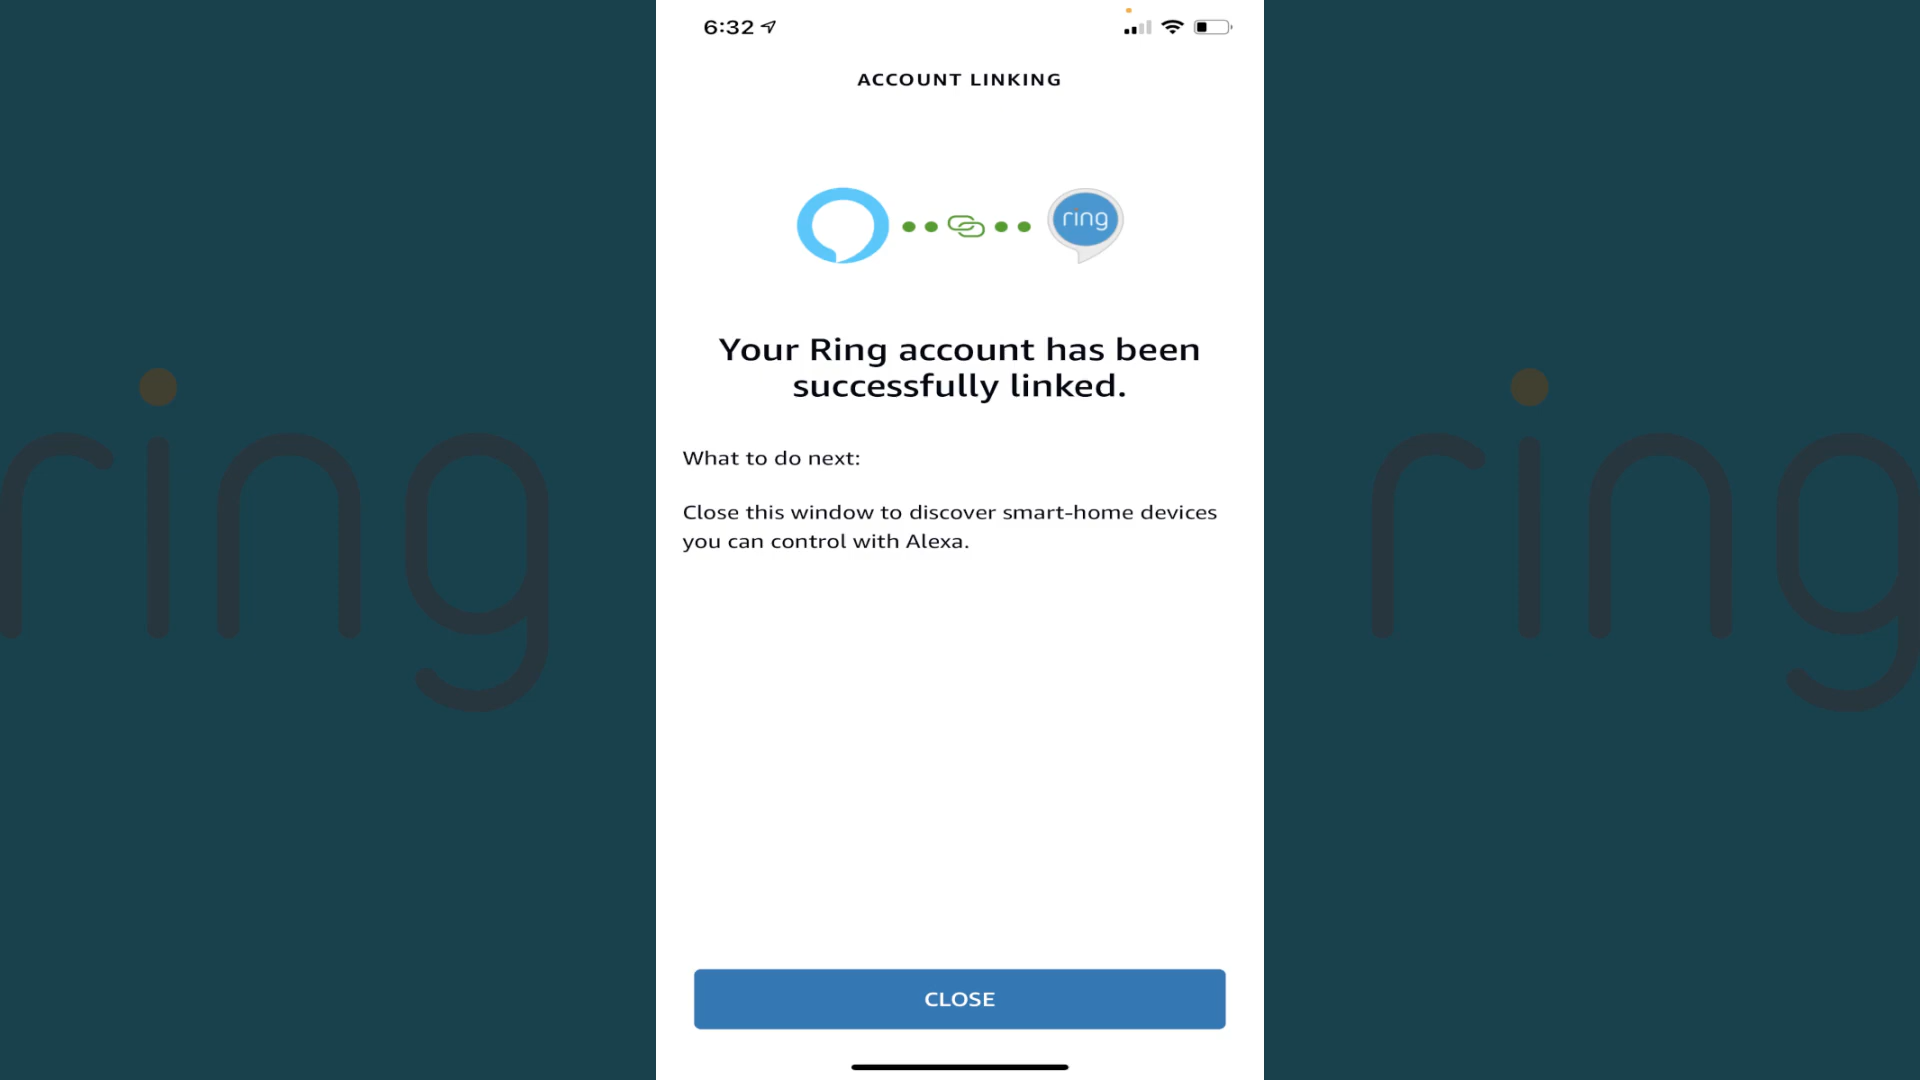 6:32
ACCOUNT LINKING
ring
Your Ring account has been
successfully linked.
What to do next:
Close this window to discover smart-home devices
you can control with Alexa.
CLOSE
ring
ring